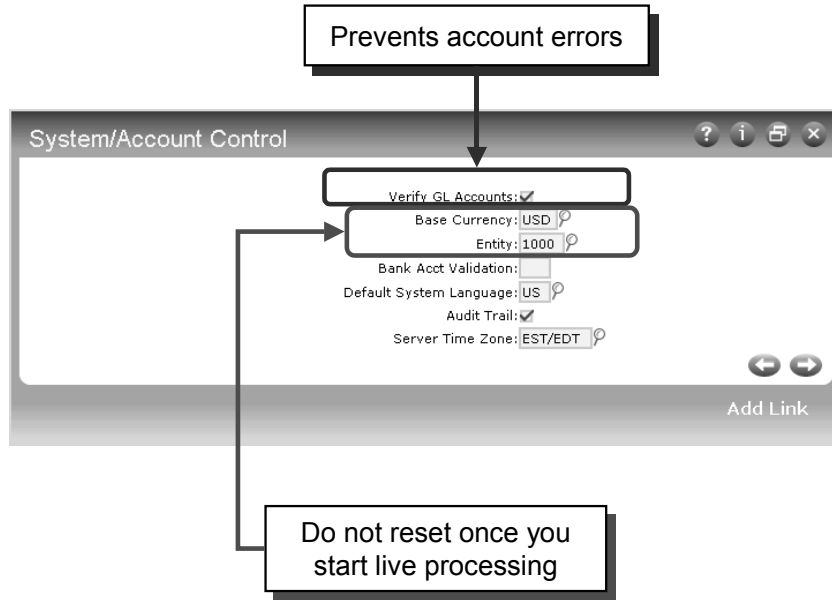 Prevents account errors
System/Account Control
? i
Verify GL Accounts:
Base Currency: USD
Entity: 1000
Bank Acct Validation:
Default System Language: US
Audit Trail:
Server Time Zone: EST/EDT
Add Link
Do not reset once you
start live processing